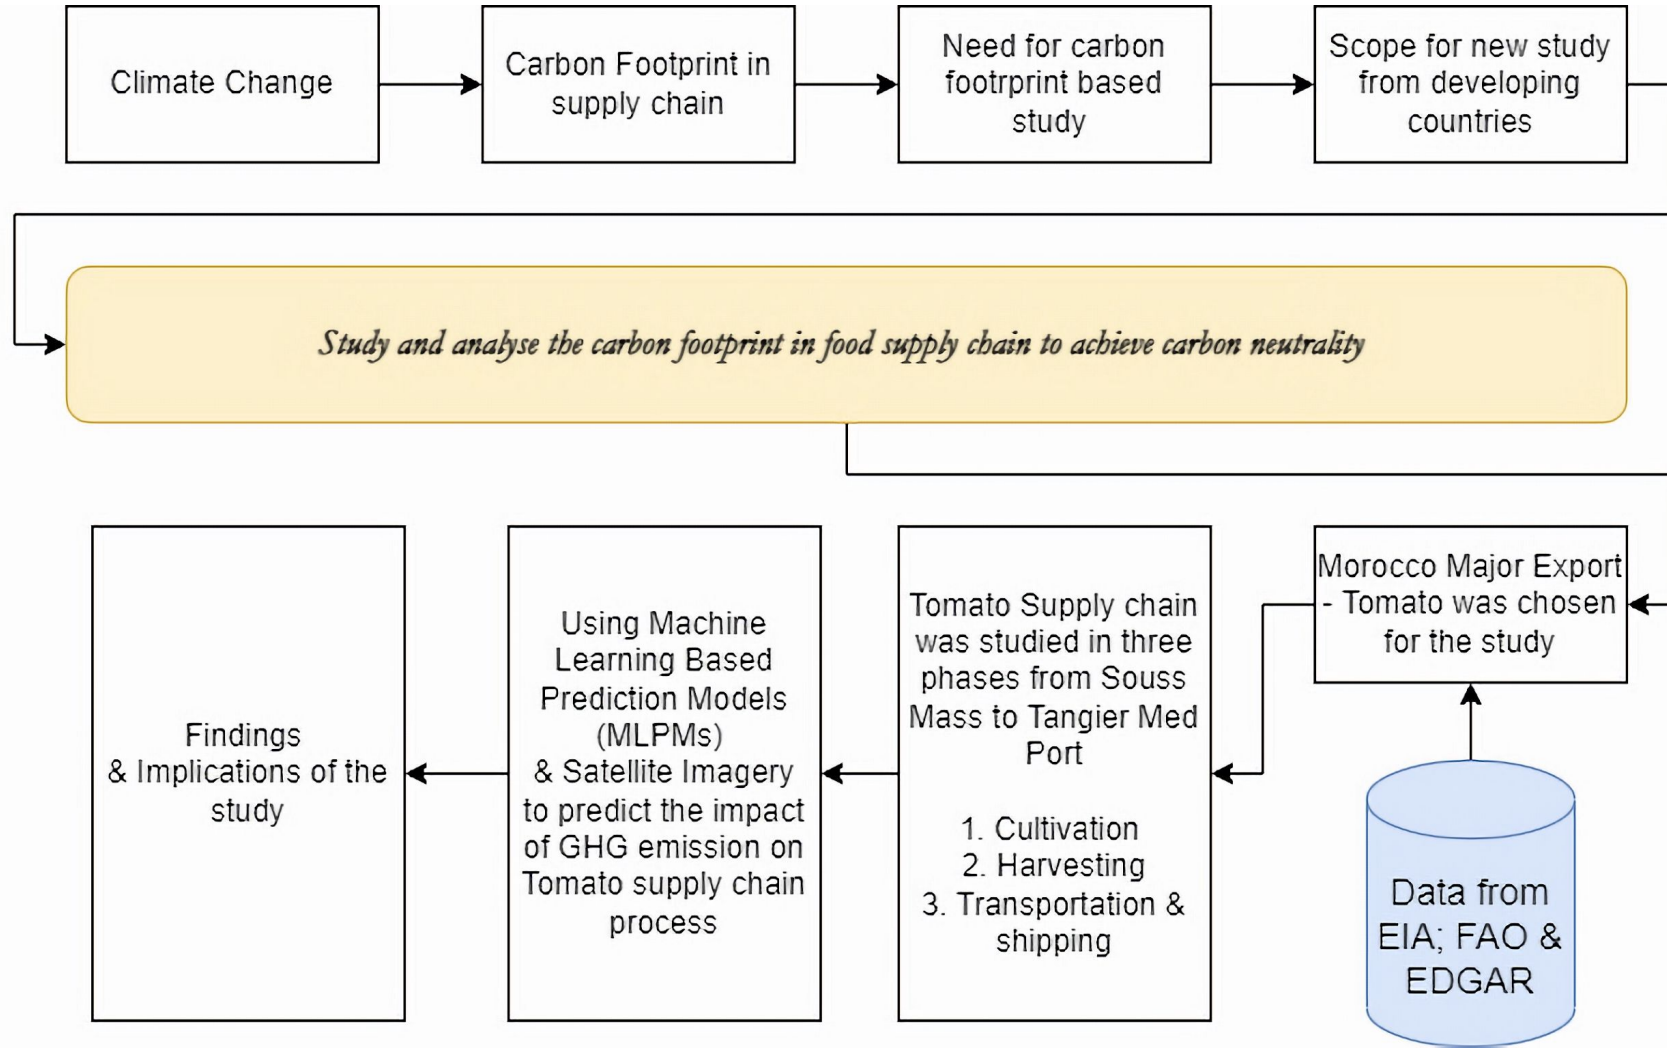 Climate Change
Carbon Footprint in
supply chain
Need for carbon
footrprint based
study
Scope for new study
from developing
countries
Study and analyse the carbon footprint in food supply chain to achieve carbon neutrality
Morocco Major Export
- Tomato was chosen
for the study
Data from
EIA; FAO &
EDGAR
Tomato Supply chain
was studied in three
phases from Souss
Mass to Tangier Med
Port
1. Cultivation
2. Harvesting
3. Transportation &
shipping
Using Machine
Learning Based
Prediction Models
(MLPMs)
& Satellite Imagery
to predict the impact
of GHG emission on
Tomato supply chain
process
Findings
& Implications of the
study